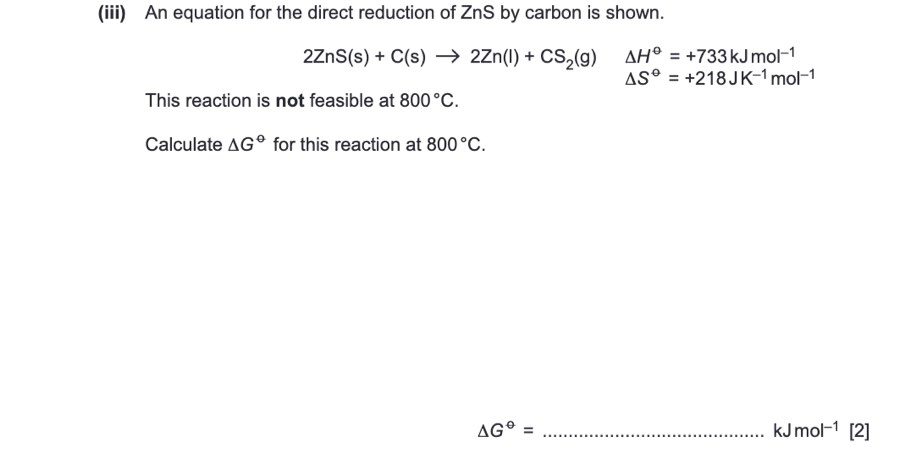 (iii) An equation for the direct reduction of ZnS by carbon is shown.
2ZnS(s) + C(s) → 2Zn(l) + CS₂(g) ΔH⦵ = +733 kJ mol⁻¹
ΔS⦵ = +218 J K⁻¹ mol⁻¹
This reaction is not feasible at 800 °C.
Calculate ΔG⦵ for this reaction at 800 °C.
ΔG⦵ = ........................................... kJ mol⁻¹ [2]